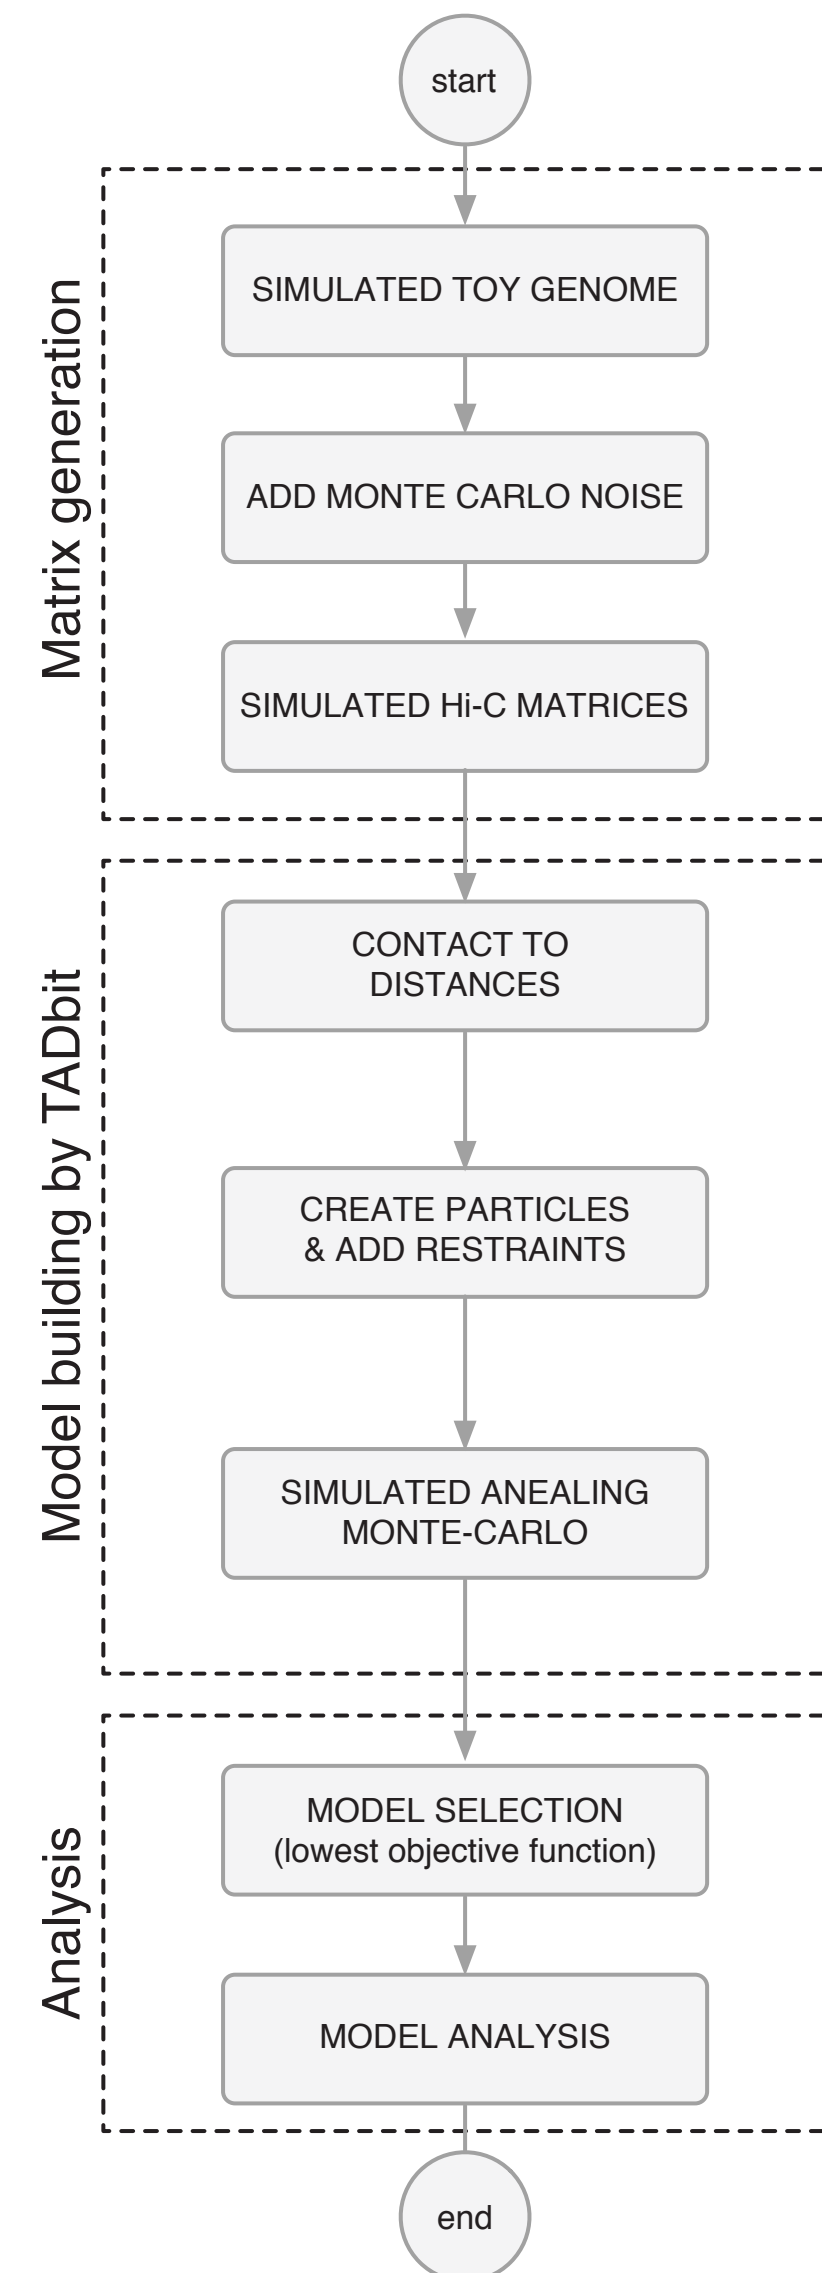 start
Matrix generation
SIMULATED TOY GENOME
ADD MONTE CARLO NOISE
SIMULATED Hi-C MATRICES
Model building by TADbit
CONTACT TO
DISTANCES
CREATE PARTICLES
& ADD RESTRAINTS
SIMULATED ANEALING
MONTE-CARLO
Analysis
MODEL SELECTION
(lowest objective function)
MODEL ANALYSIS
end